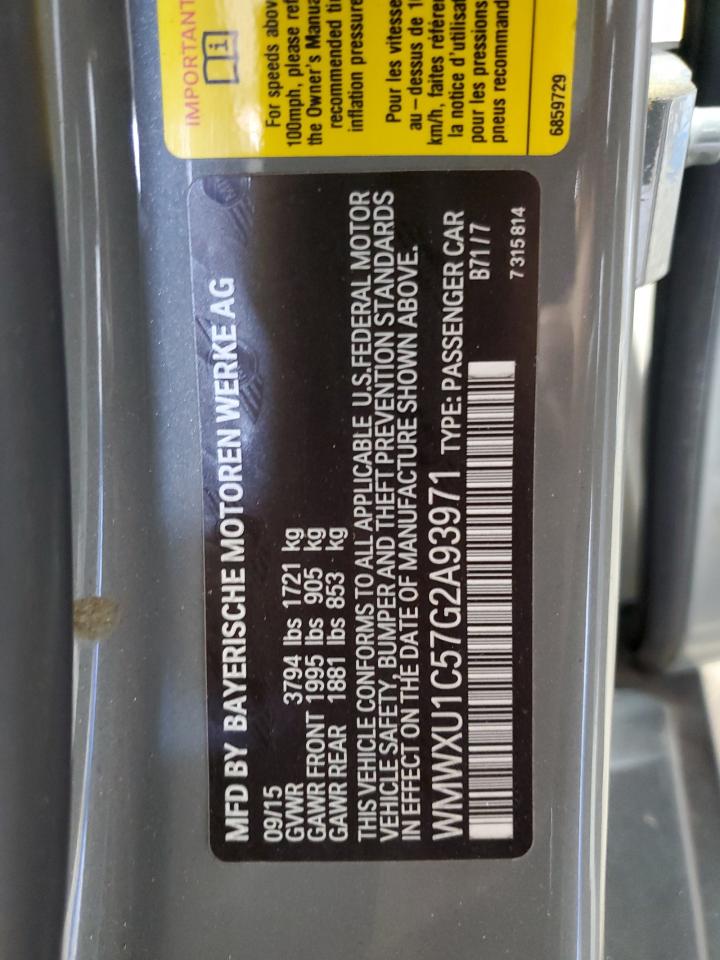 MFD BY BAYERISCHE MOTOREN WERKE AG
09/15
GVWR 3794 lbs 1721 kg
GAWR FRONT 1995 lbs 905 kg
GAWR REAR 1881 lbs 853 kg
THIS VEHICLE CONFORMS TO ALL APPLICABLE U.S.FEDERAL MOTOR
VEHICLE SAFETY, BUMPER AND THEFT PREVENTION STANDARDS
IN EFFECT ON THE DATE OF MANUFACTURE SHOWN ABOVE.
WMWXU1C57G2A93971 TYPE: PASSENGER CAR
B71/7
7 315 814
IMPORTANT
For speeds abov
100mph, please ref
the Owner's Manua
recommended tir
inflation pressure
Pour les vitesse
au - dessus de 1
km/h, faites référen
la notice d'utilisat
pour les pressions
pneus recommand
6859729